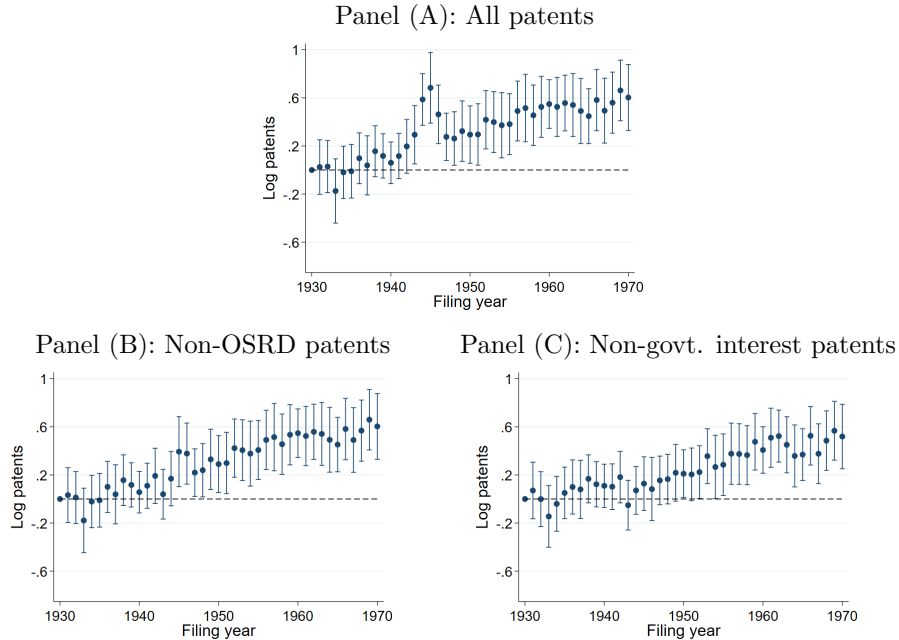 Panel (A): All patents
1
.6
.2
-.2
-.6
Log patents
1930 1940 1950 1960 1970
Filing year
Panel (B): Non-OSRD patents
1
.6
.2
-.2
-.6
Log patents
1930 1940 1950 1960 1970
Filing year
Panel (C): Non-govt. interest patents
1
.6
.2
-.2
-.6
Log patents
1930 1940 1950 1960 1970
Filing year